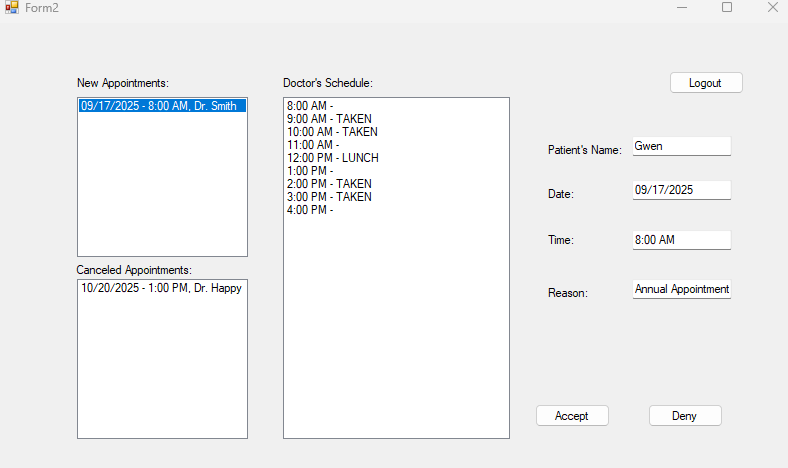 Form2
New Appointments:
09/17/2025 - 8:00 AM, Dr. Smith
Canceled Appointments:
10/20/2025 - 1:00 PM, Dr. Happy
Doctor's Schedule:
8:00 AM -
9:00 AM - TAKEN
10:00 AM - TAKEN
11:00 AM -
12:00 PM - LUNCH
1:00 PM -
2:00 PM - TAKEN
3:00 PM - TAKEN
4:00 PM -
Logout
Patient's Name: Gwen
Date: 09/17/2025
Time: 8:00 AM
Reason: Annual Appointment
Accept Deny